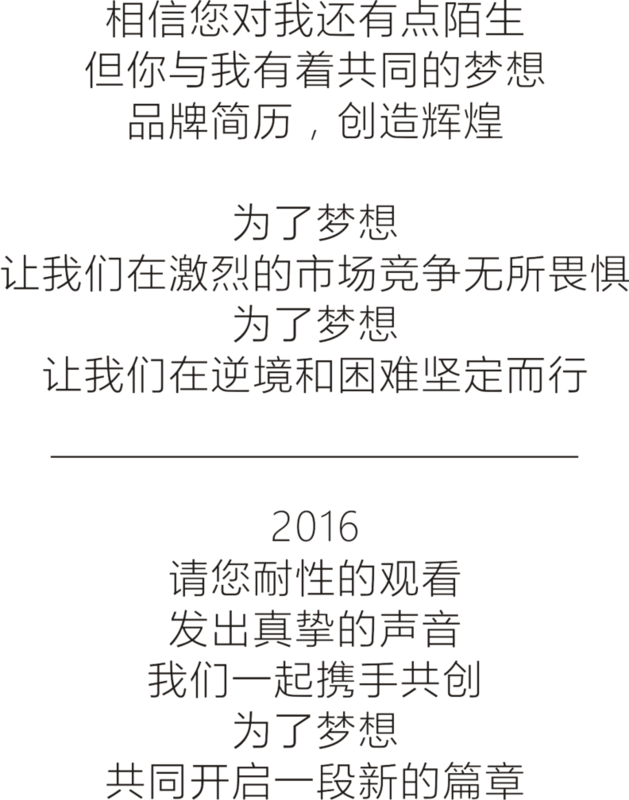 相信您对我还有点陌生
但你与我有着共同的梦想
品牌简历，创造辉煌
为了梦想
让我们在激烈的市场竞争无所畏惧
为了梦想
让我们在逆境和困难坚定而行
2016
请您耐性的观看
发出真挚的声音
我们一起携手共创
为了梦想
共同开启一段新的篇章